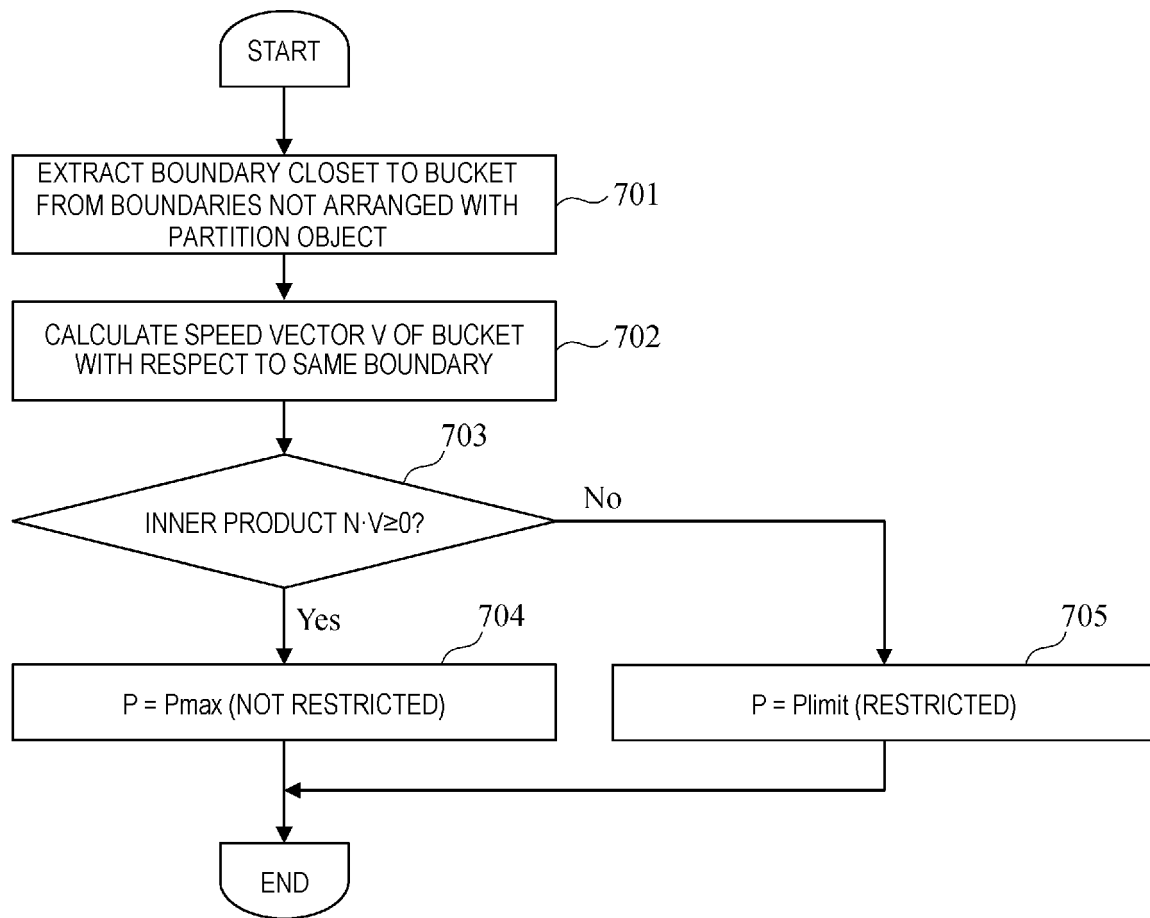 START
EXTRACT BOUNDARY CLOSET TO BUCKET
FROM BOUNDARIES NOT ARRANGED WITH
PARTITION OBJECT
701
CALCULATE SPEED VECTOR V OF BUCKET
WITH RESPECT TO SAME BOUNDARY
702
703
INNER PRODUCT N·V≥0?
No
Yes
704
P = Pmax (NOT RESTRICTED)
705
P = Plimit (RESTRICTED)
END